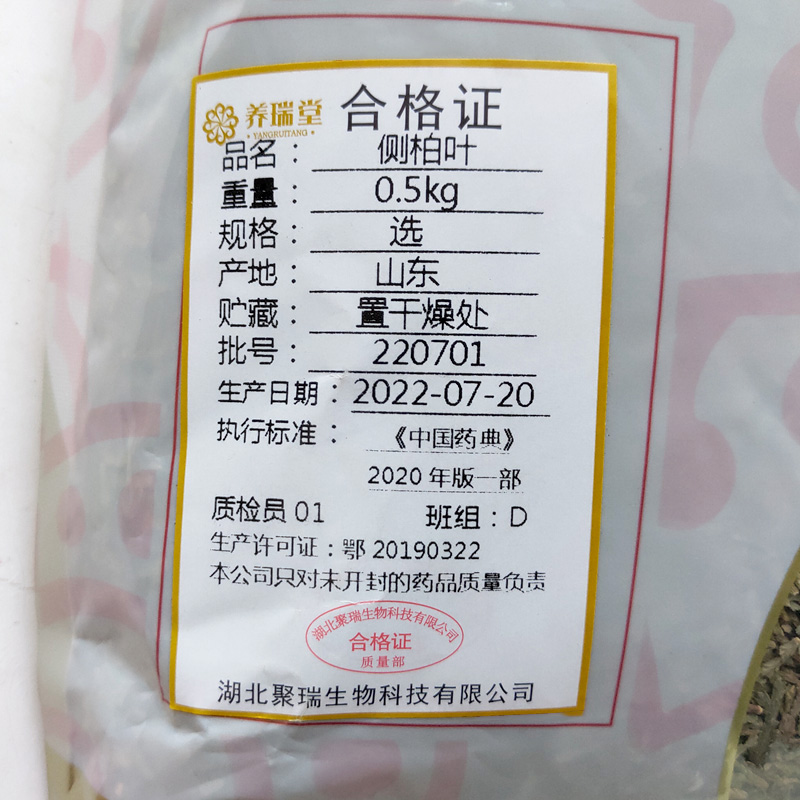 养瑞堂 合格证
·YANGRUITANG·
品名： 侧柏叶
重量： 0.5kg
规格： 选
产地： 山东
贮藏： 置干燥处
批号： 220701
生产日期：2022-07-20
执行标准： 《中国药典》
2020 年版一部
质检员 01 班组：D
生产许可证：鄂 20190322
本公司只对未开封的药品质量负责
湖北聚瑞生物科技有限公司
合格证
质量部
湖北聚瑞生物科技有限公司